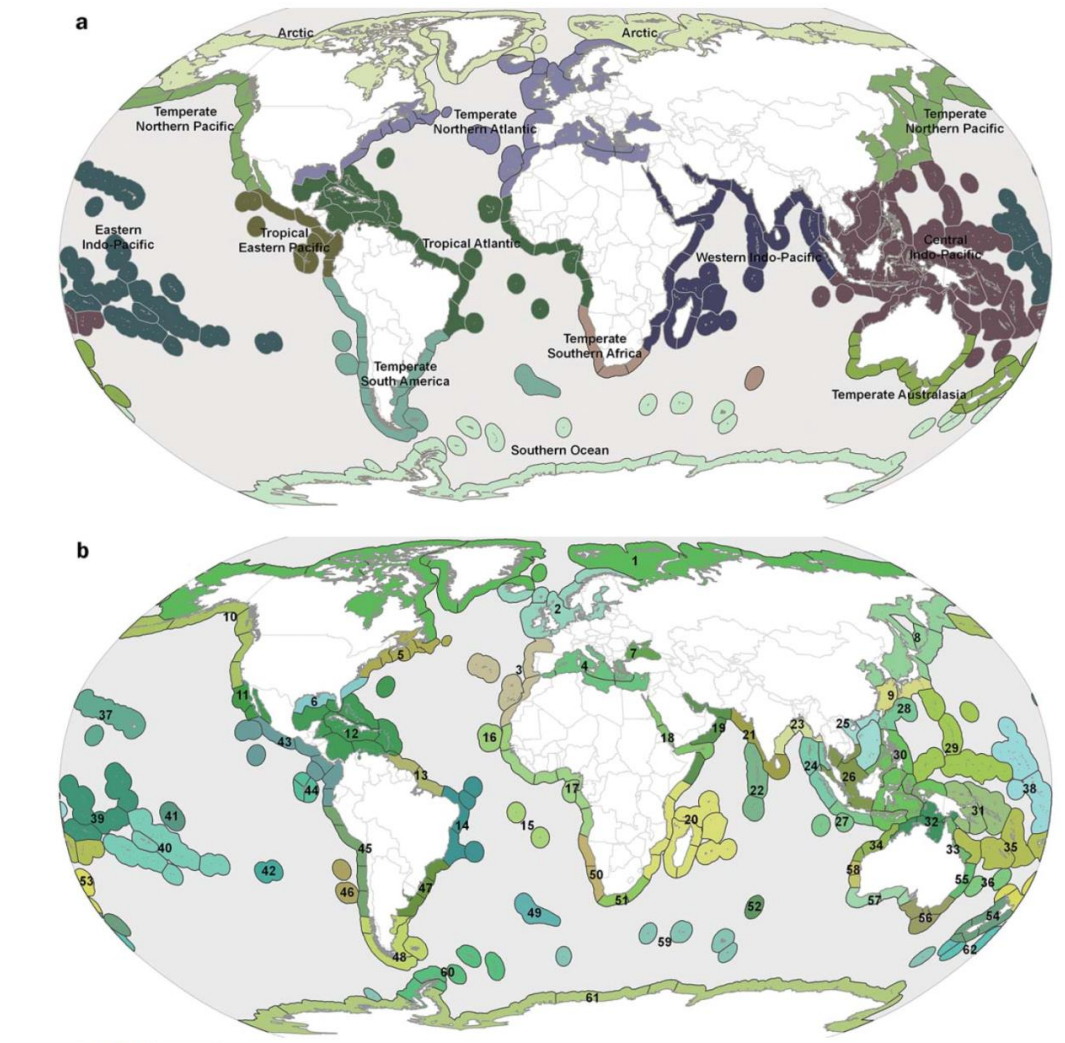 a
Arctic
Arctic
Temperate
Northern Pacific
Temperate
Northern Atlantic
Temperate
Northern Pacific
Eastern
Indo-Pacific
Tropical
Eastern Pacific
Tropical Atlantic
Western Indo-Pacific
Central
Indo-Pacific
Temperate
Southern Africa
Temperate
South America
Temperate Australasia
Southern Ocean
b
1
2
10
8
5
7
3
4
11
6
9
37
43
12
16
18
19
21
23
25
28
29
30
13
44
17
24
26
22
38
39
41
14
15
20
27
32
31
40
45
34
33
35
42
53
46
47
50
51
58
57
55
36
49
52
56
54
48
59
62
60
61